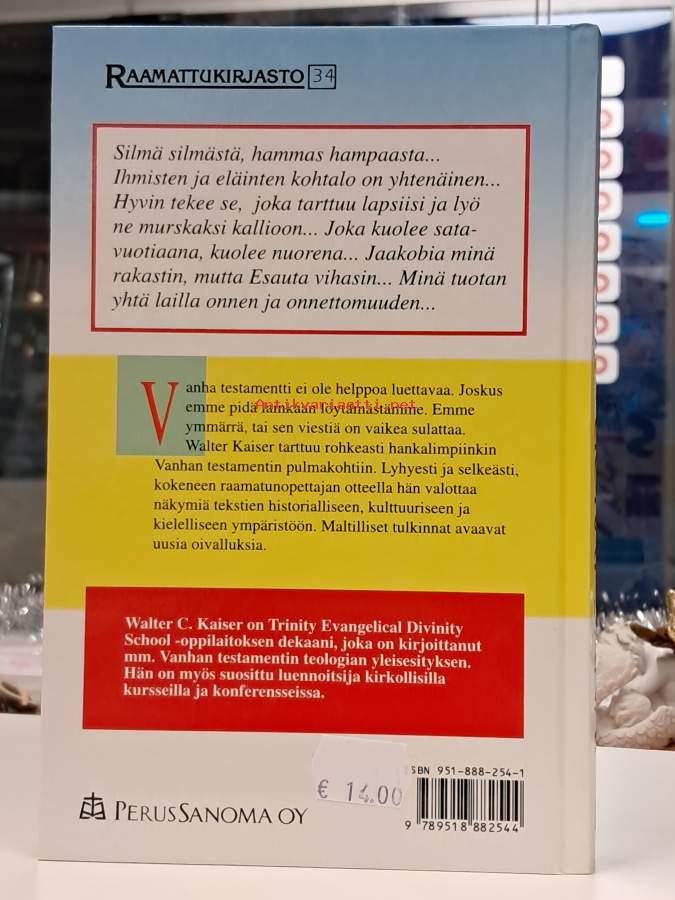 RAAMATTUKIRJASTO 34
Silmä silmästä, hammas hampaasta...
Ihmisten ja eläinten kohtalo on yhtenäinen...
Hyvin tekee se, joka tarttuu lapsiisi ja lyö
ne murskaksi kallioon... Joka kuolee sata-
vuotiaana, kuolee nuorena... Jaakobia minä
rakastin, mutta Esauta vihasin... Minä tuotan
yhtä lailla onnen ja onnettomuuden...
Vanha testamentti ei ole helppoa luettavaa. Joskus
emme pidä lainkaan löytämästämme. Emme
Antikvariaatti.net
ymmärrä, tai sen viestiä on vaikea sulattaa.
Walter Kaiser tarttuu rohkeasti hankalimpiinkin
Vanhan testamentin pulmakohtiin. Lyhyesti ja selkeästi,
kokeneen raamatunopettajan otteella hän valottaa
näkymiä tekstien historialliseen, kulttuuriseen ja
kielelliseen ympäristöön. Maltilliset tulkinnat avaavat
uusia oivalluksia.
Walter C. Kaiser on Trinity Evangelical Divinity
School -oppilaitoksen dekaani, joka on kirjoittanut
mm. Vanhan testamentin teologian yleisesityksen.
Hän on myös suosittu luennoitsija kirkollisilla
kursseilla ja konferensseissa.
ISBN 951-888-254-1
€ 14.00
PERUSSANOMA OY
9 789518 882544